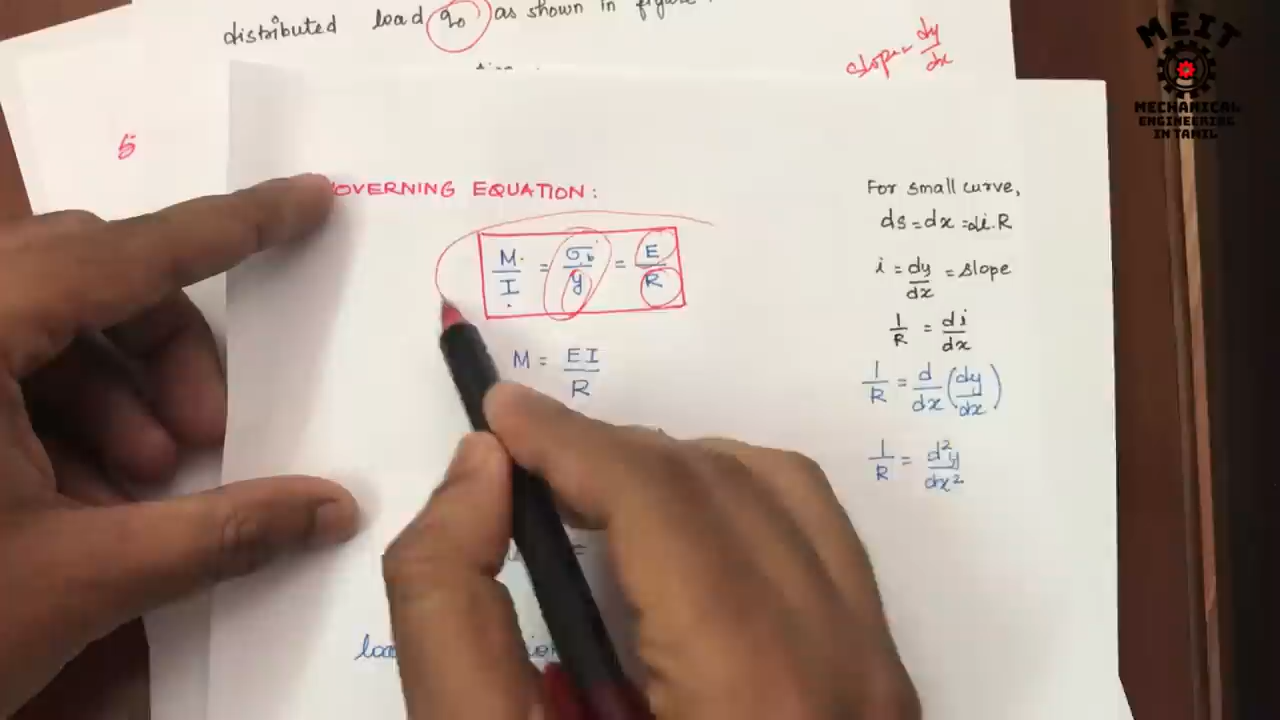 distributed load q₀ as shown in figure
slope = dy/dx
MEIT
MECHANICAL
ENGINEERING
IN TAMIL
5
GOVERNING EQUATION:
M/I = σb/y = E/R
M = EI/R
For small curve,
ds = dx = di.R
i = dy/dx = slope
1/R = di/dx
1/R = d/dx (dy/dx)
1/R = d²y/dx²